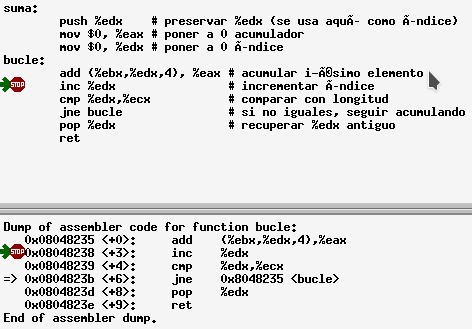 suma:
push %edx # preservar %edx (se usa aquÃ- como Ã-ndice)
mov $0, %eax # poner a 0 acumulador
mov $0, %edx # poner a 0 Ã-ndice
bucle:
add (%ebx,%edx,4), %eax # acumular i-Ã©simo elemento
STOP inc %edx # incrementar Ã-ndice
cmp %edx,%ecx # comparar con longitud
jne bucle # si no iguales, seguir acumulando
pop %edx # recuperar %edx antiguo
ret
Dump of assembler code for function bucle:
0x08048235 <+0>: add (%ebx,%edx,4),%eax
STOP 0x08048238 <+3>: inc %edx
0x08048239 <+4>: cmp %edx,%ecx
=> 0x0804823b <+6>: jne 0x8048235 <bucle>
0x0804823d <+8>: pop %edx
0x0804823e <+9>: ret
End of assembler dump.